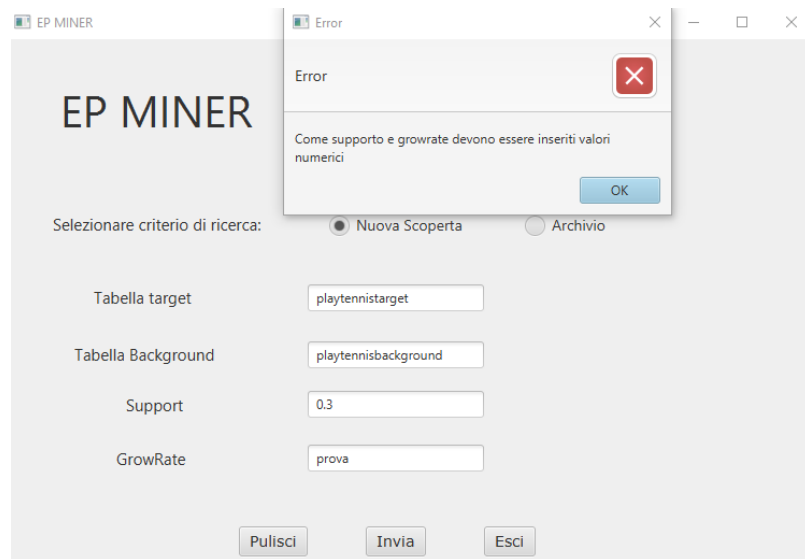 EP MINER
Error
Error
EP MINER
Come supporto e growrate devono essere inseriti valori
numerici
OK
Selezionare criterio di ricerca:
Nuova Scoperta
Archivio
Tabella target
playtennistarget
Tabella Background
playtennisbackground
Support
0.3
GrowRate
prova
Pulisci
Invia
Esci